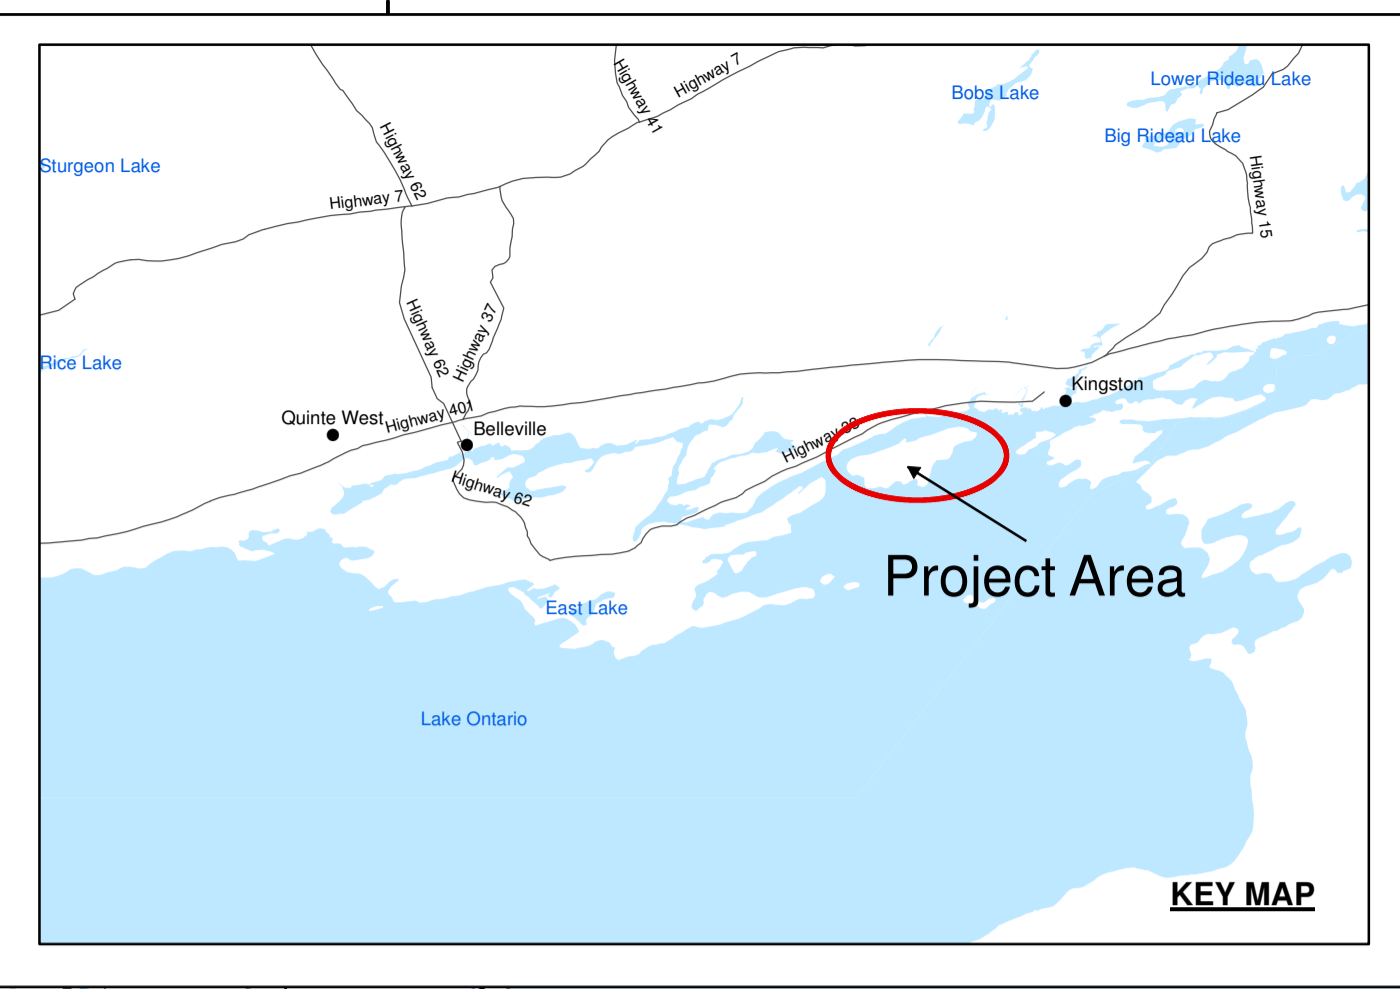 Highway 7
Highway 41
Bobs Lake
Lower Rideau Lake
Big Rideau Lake
Highway 62
Sturgeon Lake
Highway 7
Highway 15
Highway 62
Highway 37
Rice Lake
Kingston
Quinte West
Highway 401
Belleville
Highway
Highway 62
Project Area
East Lake
Lake Ontario
KEY MAP